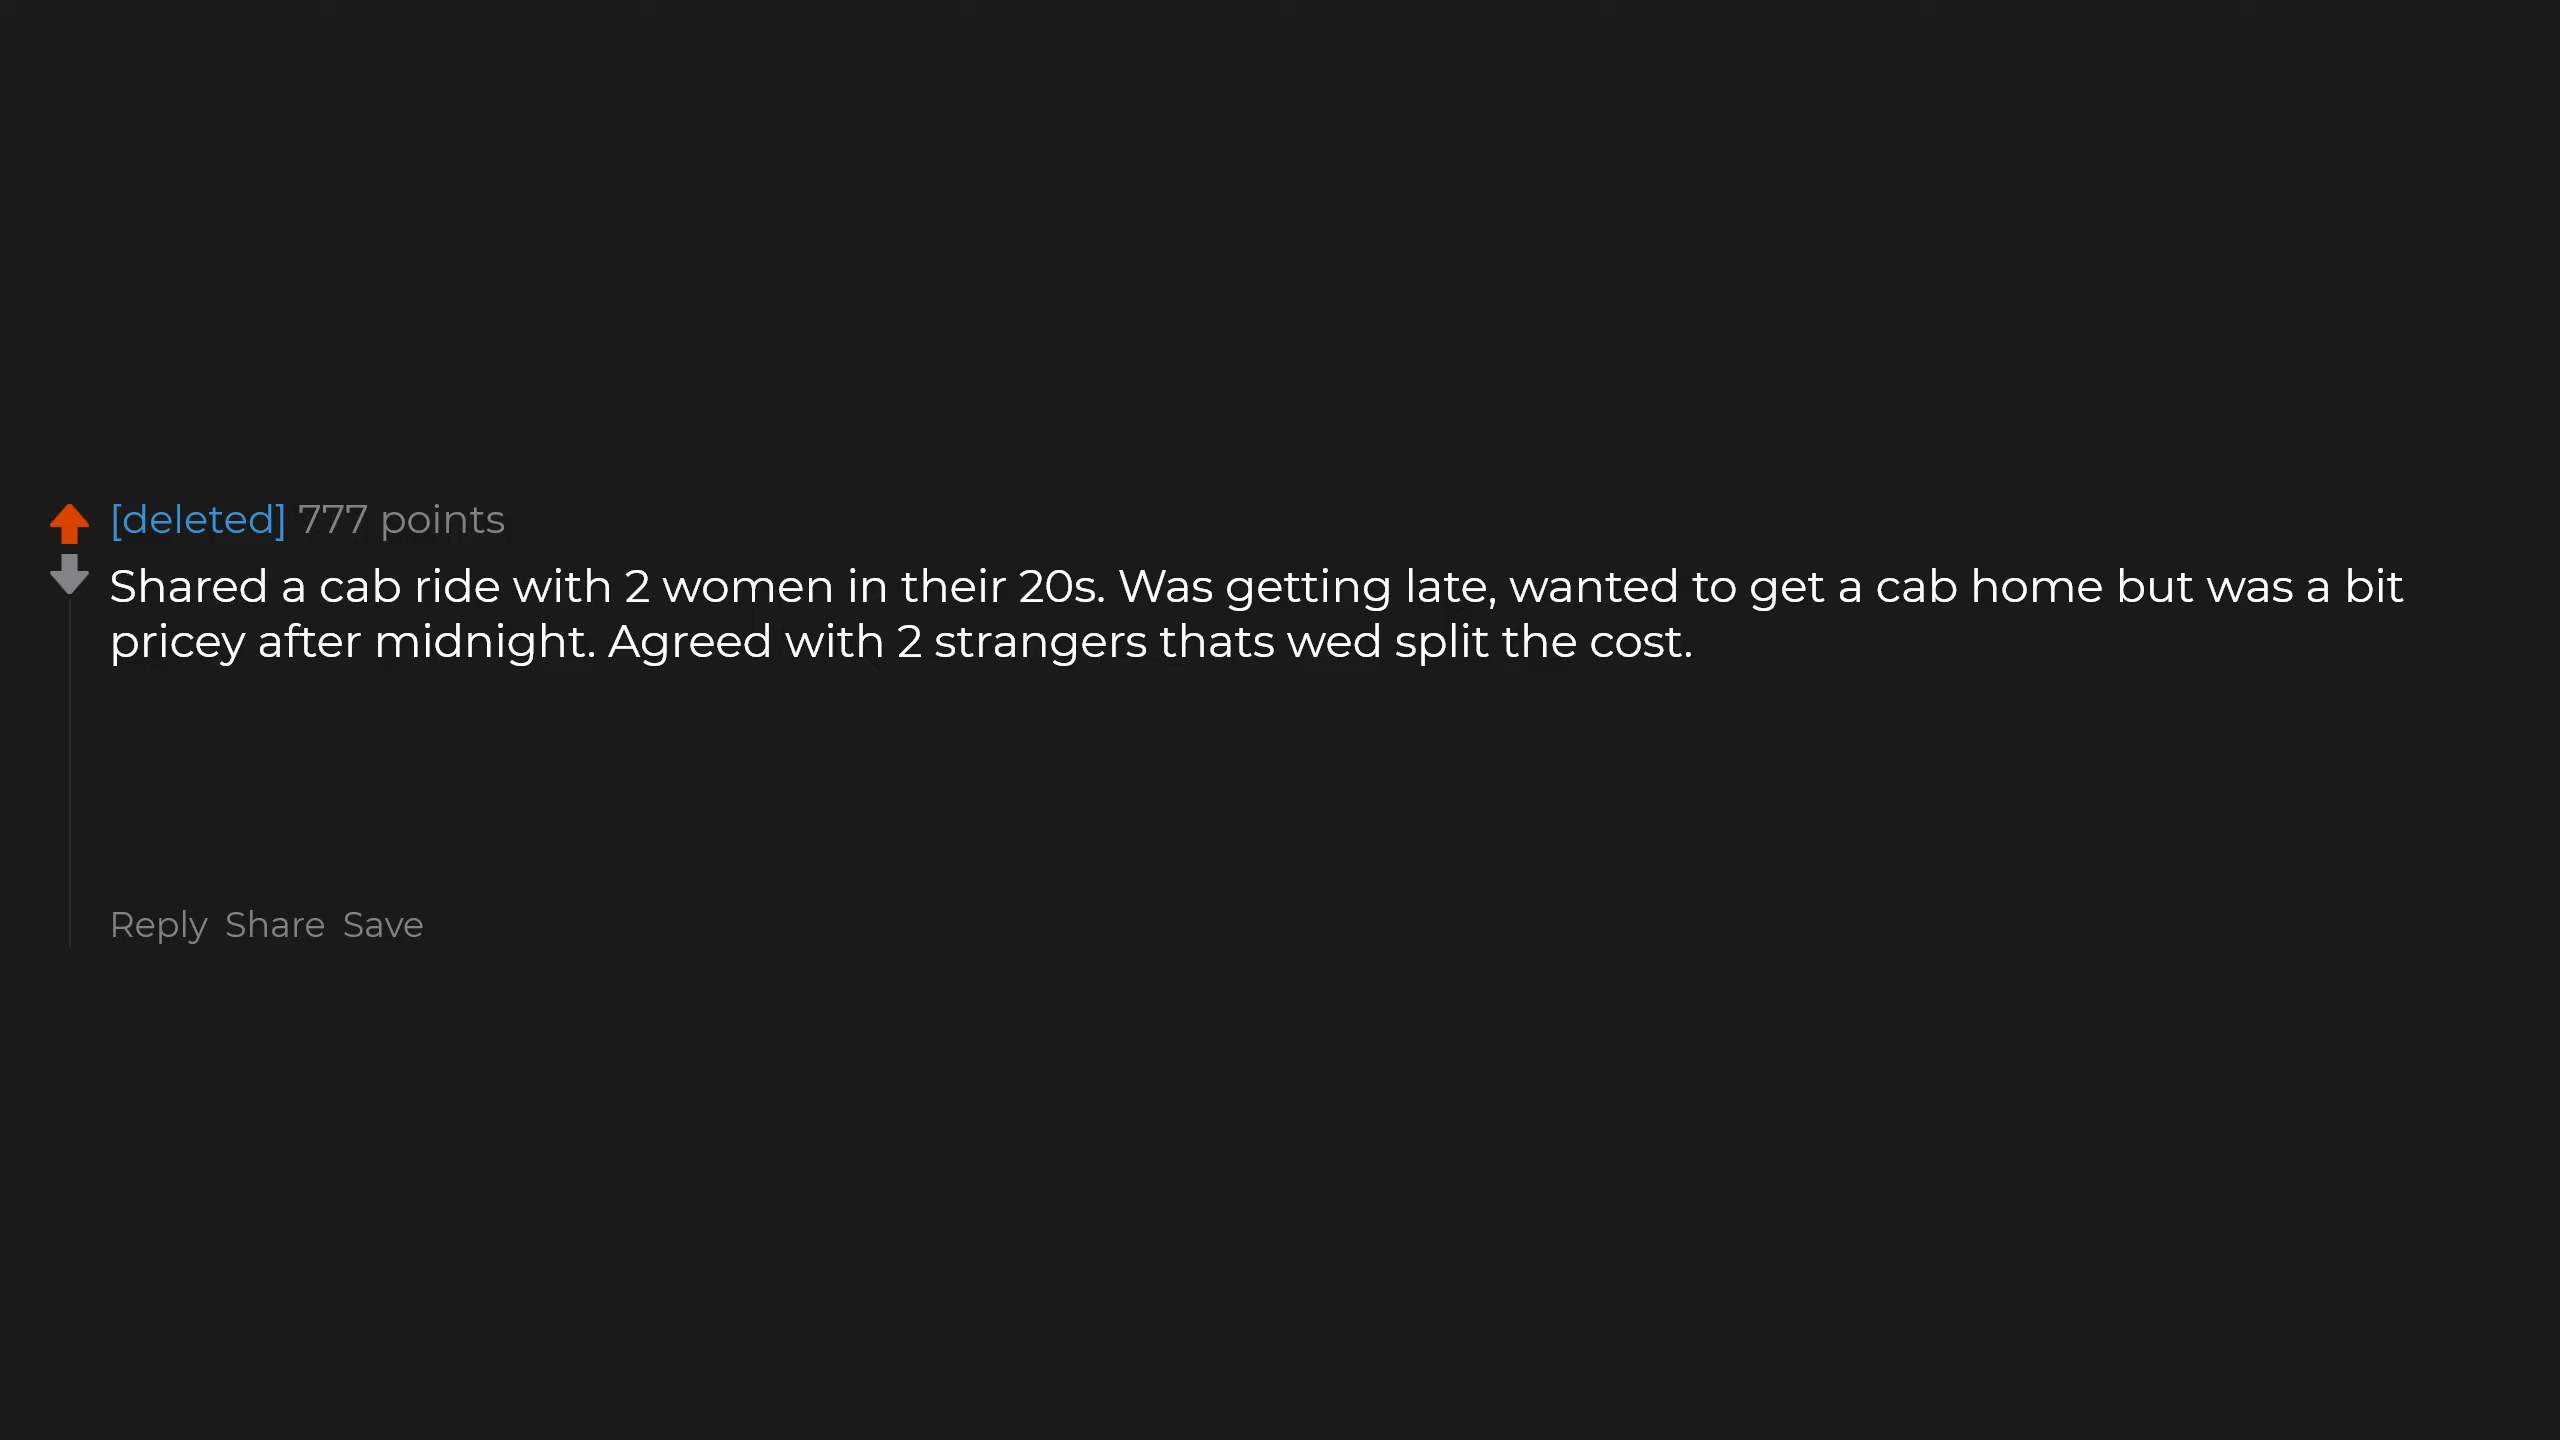 [deleted] 777 points
Shared a cab ride with 2 women in their 20s. Was getting late, wanted to get a cab home but was a bit
pricey after midnight. Agreed with 2 strangers thats wed split the cost.
Reply Share Save